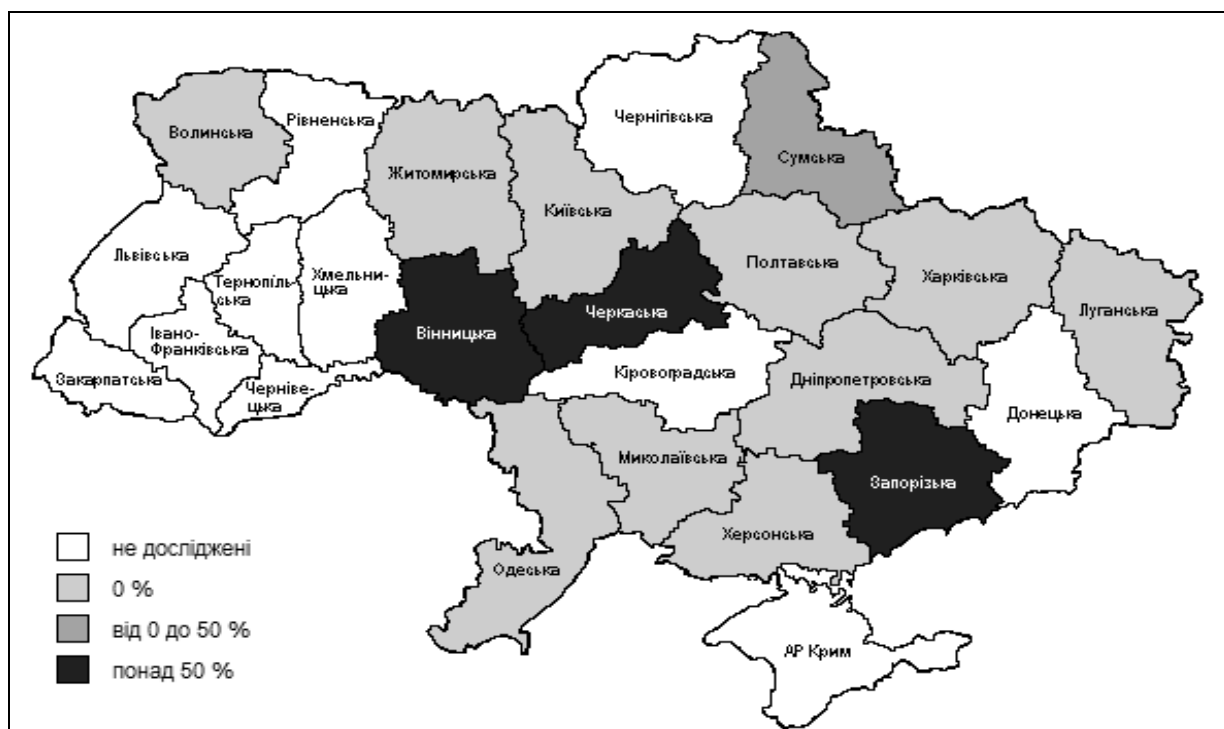 Волинська
Рівненська
Житомирська
Київська
Чернігівська
Сумська
Львівська
Тернопіль-
ська
Хмельни-
цька
Івано-
Франківська
Закарпатська
Черніве-
цька
Вінницька
Черкаська
Полтавська
Харківська
Луганська
Кіровоградська
Дніпропетровська
Донецька
Миколаївська
Запорізька
Херсонська
Одеська
АР Крим
не досліджені
0 %
від 0 до 50 %
понад 50 %